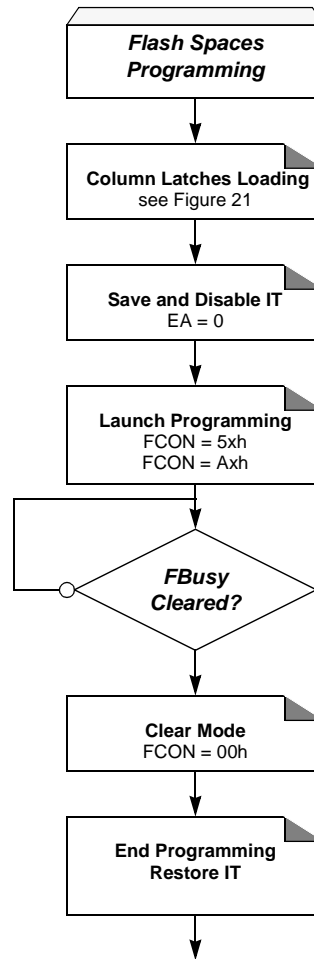 Flash Spaces
Programming
Column Latches Loading
see Figure 21
Save and Disable IT
EA = 0
Launch Programming
FCON = 5xh
FCON = Axh
FBusy
Cleared?
Clear Mode
FCON = 00h
End Programming
Restore IT